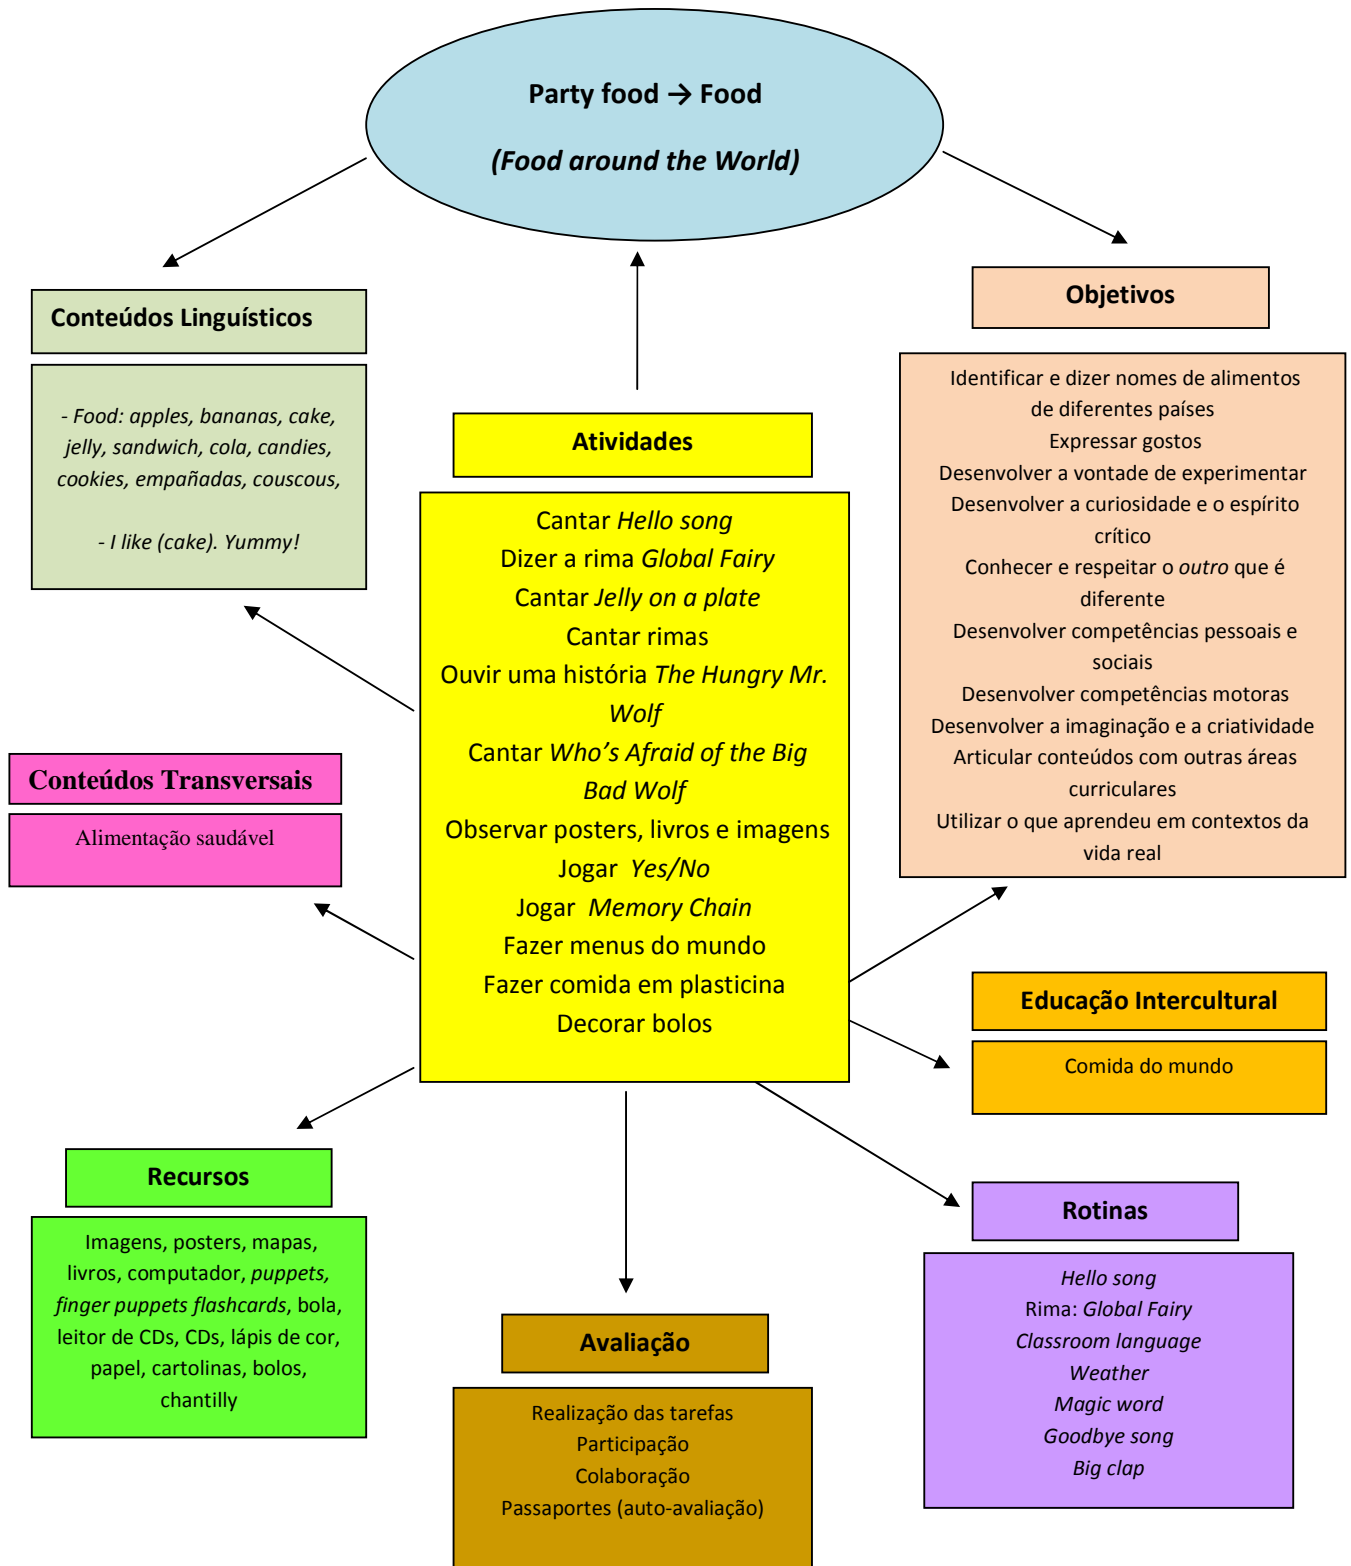 Party food → Food
(Food around the World)
Conteúdos Linguísticos
- Food: apples, bananas, cake,
jelly, sandwich, cola, candies,
cookies, empañadas, couscous,
- I like (cake). Yummy!
Objetivos
Identificar e dizer nomes de alimentos
de diferentes países
Expressar gostos
Desenvolver a vontade de experimentar
Desenvolver a curiosidade e o espírito
crítico
Conhecer e respeitar o outro que é
diferente
Desenvolver competências pessoais e
sociais
Desenvolver competências motoras
Desenvolver a imaginação e a criatividade
Articular conteúdos com outras áreas
curriculares
Utilizar o que aprendeu em contextos da
vida real
Atividades
Cantar Hello song
Dizer a rima Global Fairy
Cantar Jelly on a plate
Cantar rimas
Ouvir uma história The Hungry Mr.
Wolf
Cantar Who's Afraid of the Big
Bad Wolf
Observar posters, livros e imagens
Jogar Yes/No
Jogar Memory Chain
Fazer menus do mundo
Fazer comida em plasticina
Decorar bolos
Conteúdos Transversais
Alimentação saudável
Educação Intercultural
Comida do mundo
Recursos
Imagens, posters, mapas,
livros, computador, puppets,
finger puppets flashcards, bola,
leitor de CDs, CDs, lápis de cor,
papel, cartolinas, bolos,
chantilly
Avaliação
Realização das tarefas
Participação
Colaboração
Passaportes (auto-avaliação)
Rotinas
Hello song
Rima: Global Fairy
Classroom language
Weather
Magic word
Goodbye song
Big clap